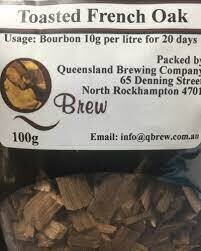 Toasted French Oak
Usage: Bourbon 10g per litre for 20 days
Packed by
Queensland Brewing Company
65 Denning Street
North Rockhampton 4701
Q Brew
100g
Email: info@qbrew.com.au